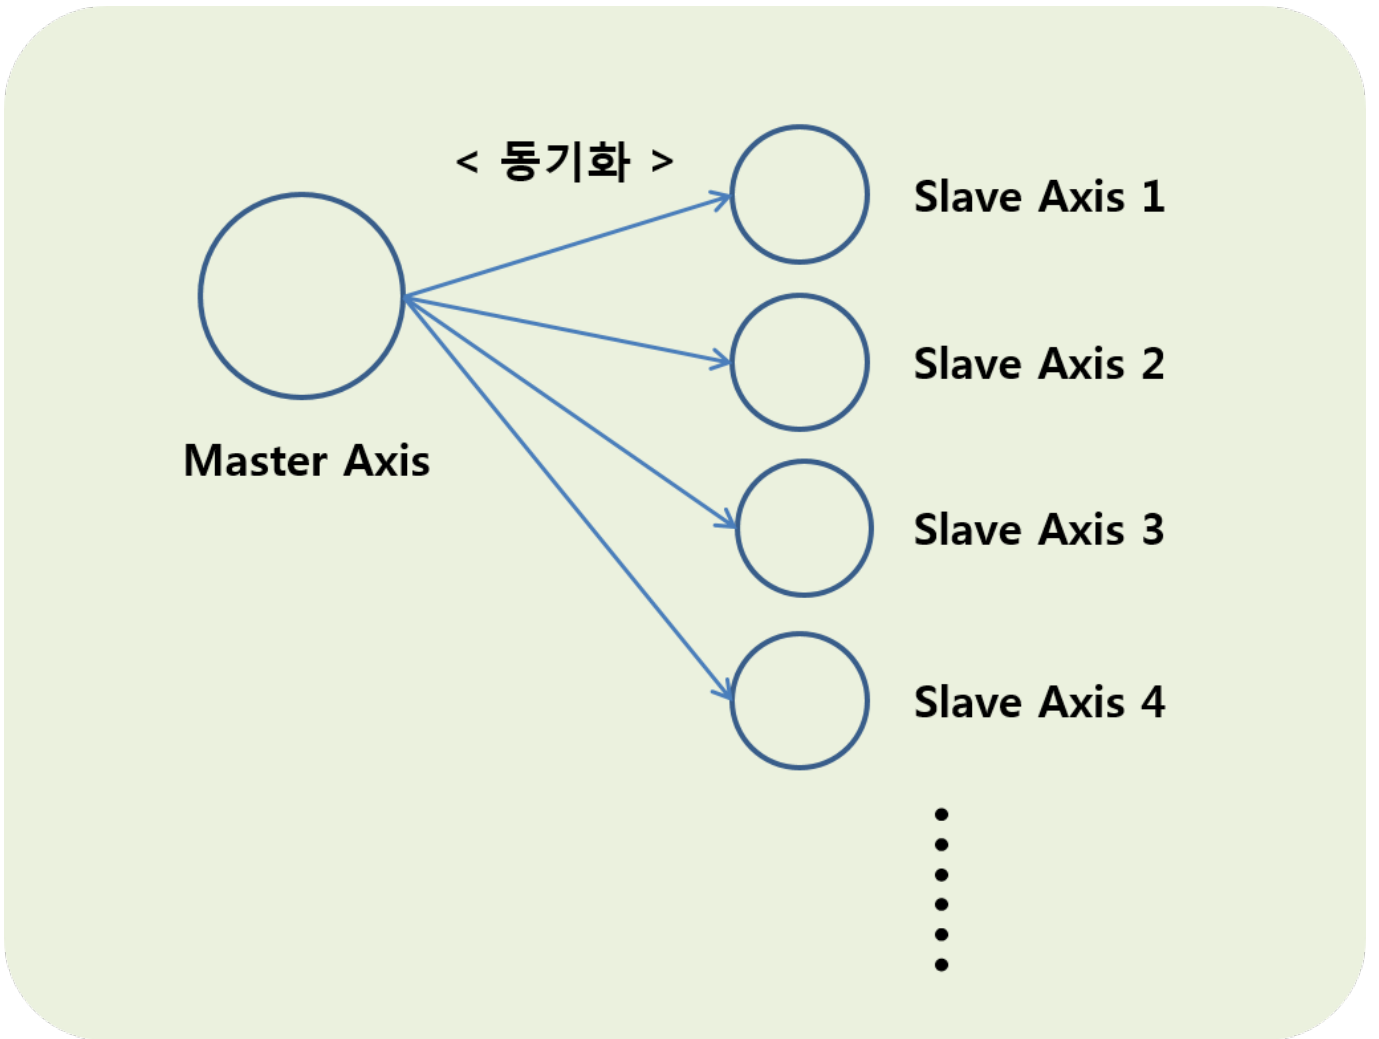 < 동기화 >
Slave Axis 1
Slave Axis 2
Master Axis
Slave Axis 3
Slave Axis 4